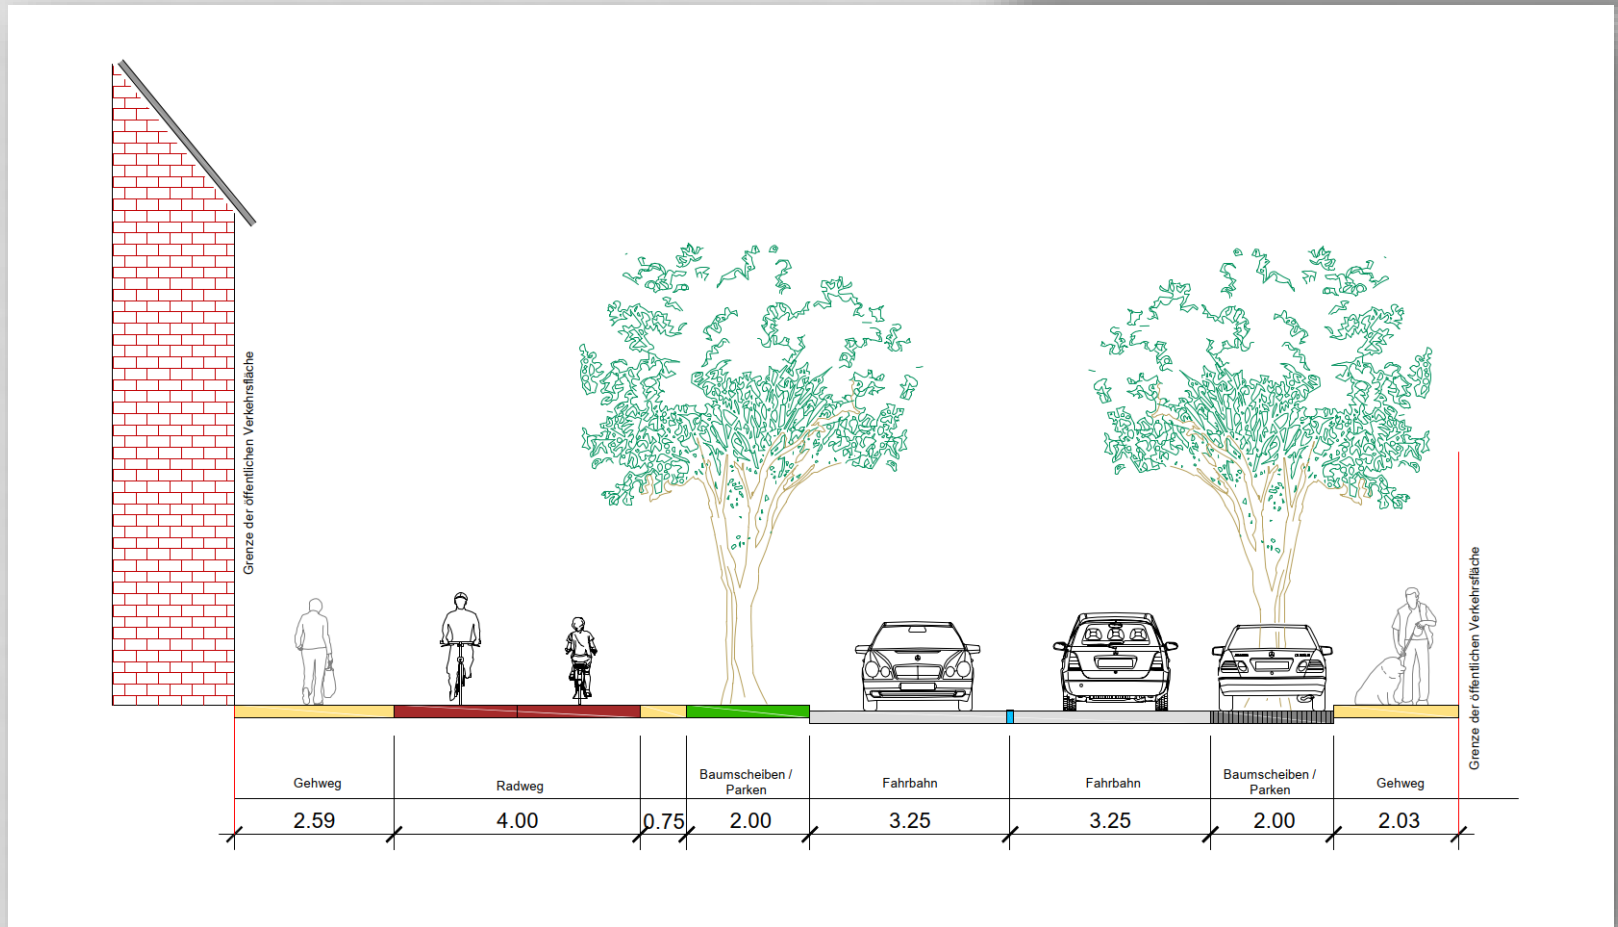 Grenze der öffentlichen Verkehrsfläche
Grenze der öffentlichen Verkehrsfläche
Gehweg
Radweg
Baumscheiben /
Parken
Fahrbahn
Fahrbahn
Baumscheiben /
Parken
Gehweg
2.59
4.00
0.75
2.00
3.25
3.25
2.00
2.03